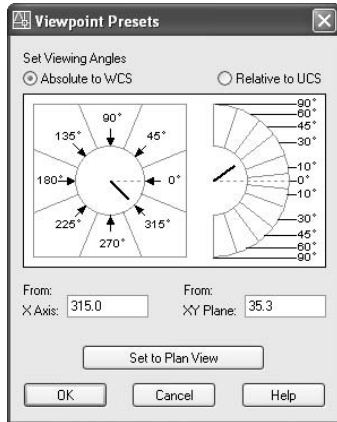 Viewpoint Presets
Set Viewing Angles
Absolute to WCS
Relative to UCS
90°
135°
45°
180°
0°
225°
315°
270°
90°
60°
45°
30°
10°
0°
10°
30°
45°
60°
90°
From:
X Axis: 315.0
From:
XY Plane: 35.3
Set to Plan View
OK
Cancel
Help